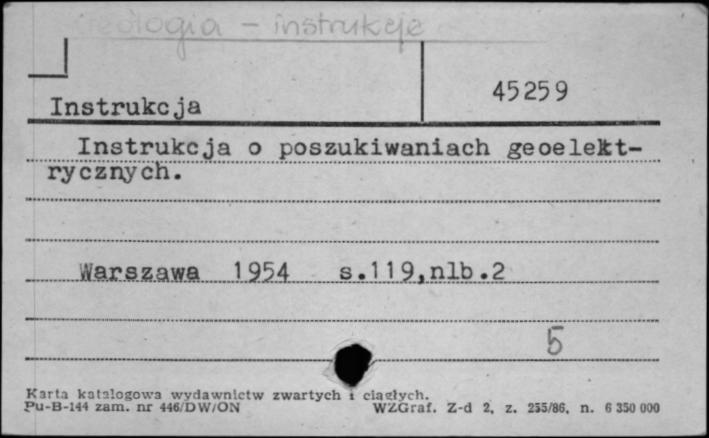 Geologia – instrukcje
45259
Instrukcja
Instrukcja o poszukiwaniach geoelekt-
rycznych.
Warszawa 1954 s.119,nlb.2
5
Karta katalogowa wydawnictw zwartych i ciągłych.
Pu-B-144 zam. nr 446/DW/ON WZGraf. Z-d 2, z. 255/86, n. 6 350 000